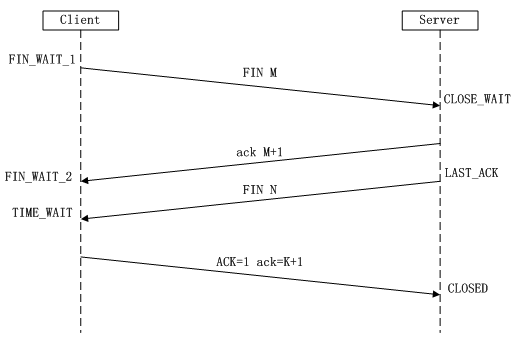 Client
Server
FIN_WAIT_1
FIN M
CLOSE_WAIT
ack M+1
FIN_WAIT_2
LAST_ACK
FIN N
TIME_WAIT
ACK=1 ack=K+1
CLOSED